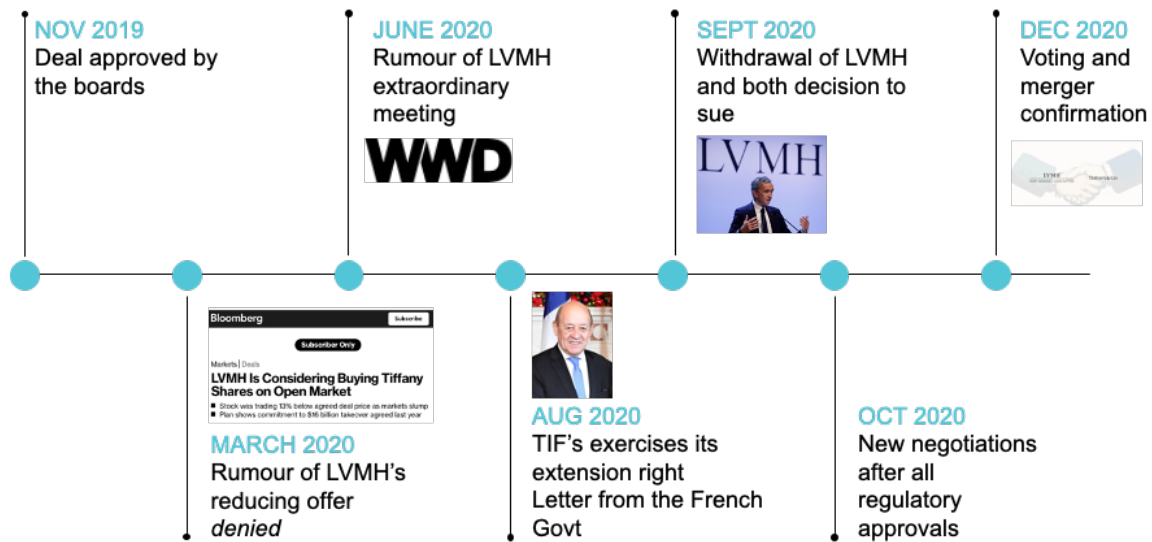 NOV 2019
Deal approved by
the boards
JUNE 2020
Rumour of LVMH
extraordinary
meeting
WWD
SEPT 2020
Withdrawal of LVMH
and both decision to
sue
LVMH
DEC 2020
Voting and
merger
confirmation
LVMH
Bloomberg
Subscribe
Subscriber Only
Markets | Deals
LVMH Is Considering Buying Tiffany
Shares on Open Market
Stock was trading 13% below agreed deal price as markets slump
Plan shows commitment to $16 billion takeover agreed last year
MARCH 2020
Rumour of LVMH's
reducing offer
denied
AUG 2020
TIF's exercises its
extension right
Letter from the French
Govt
OCT 2020
New negotiations
after all
regulatory
approvals